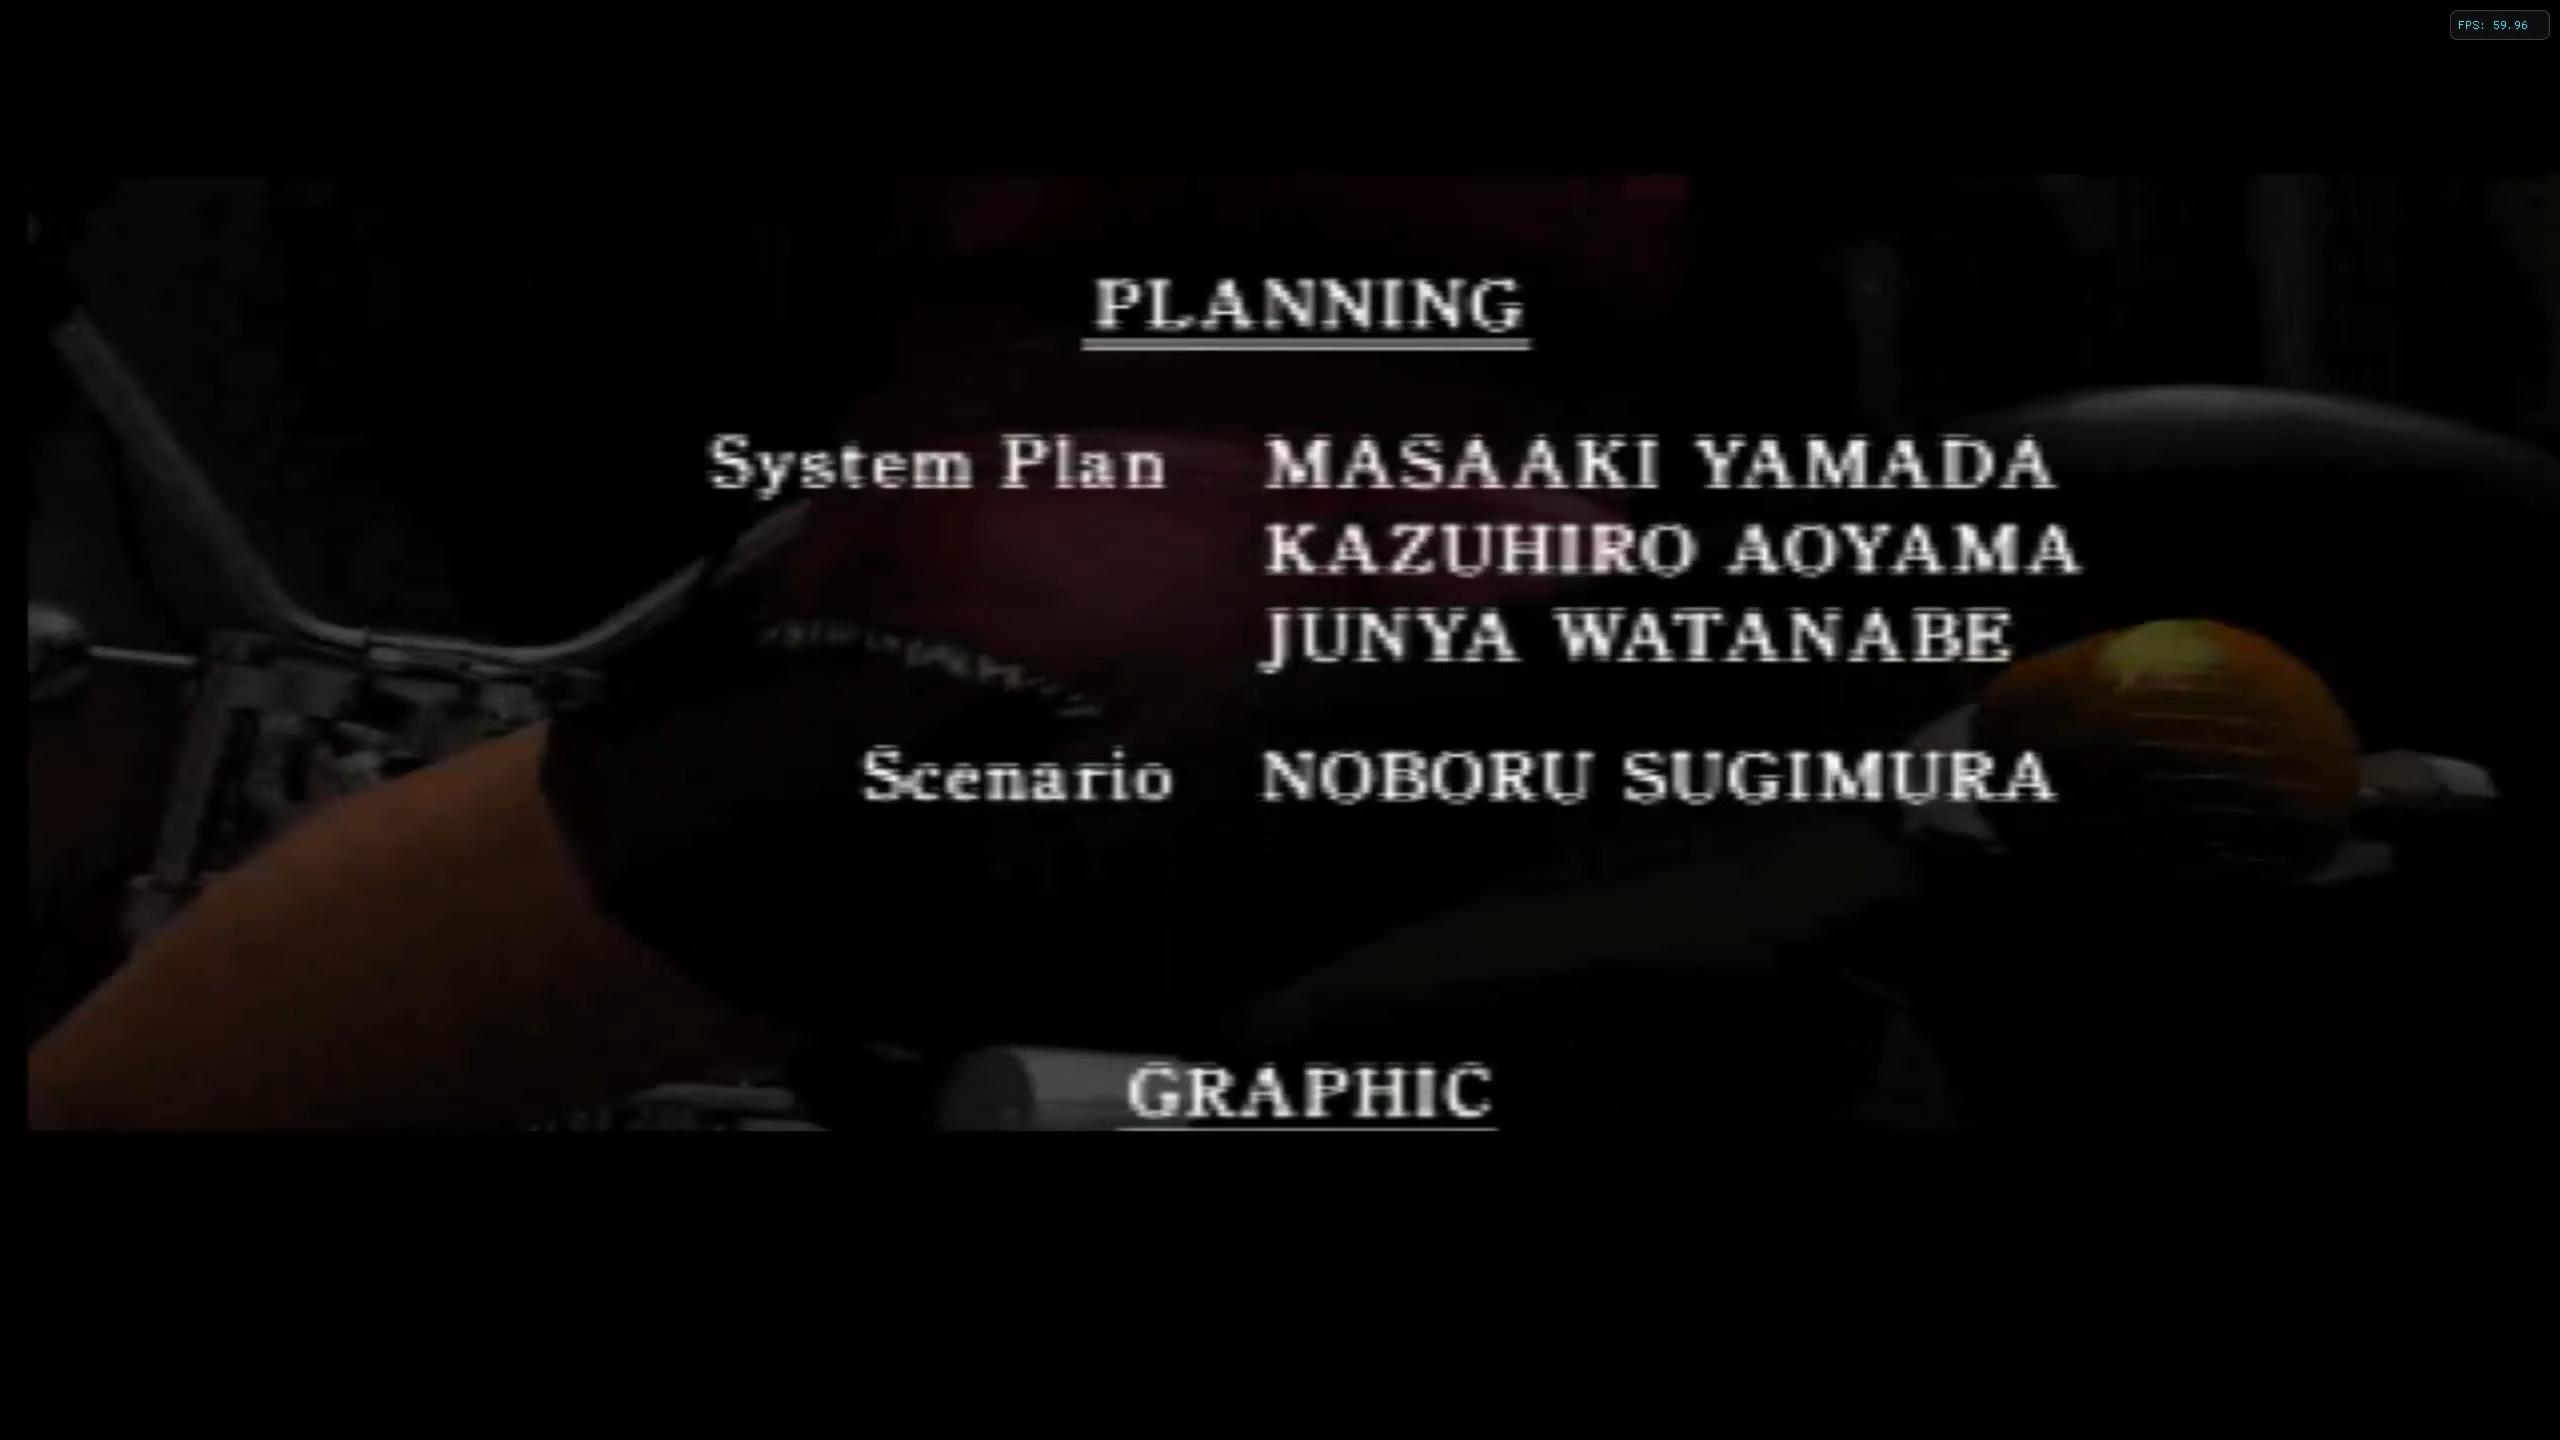 FPS: 59.96
PLANNING
System Plan MASAAKI YAMADA
KAZUHIRO AOYAMA
JUNYA WATANABE
Scenario NOBORU SUGIMURA
GRAPHIC